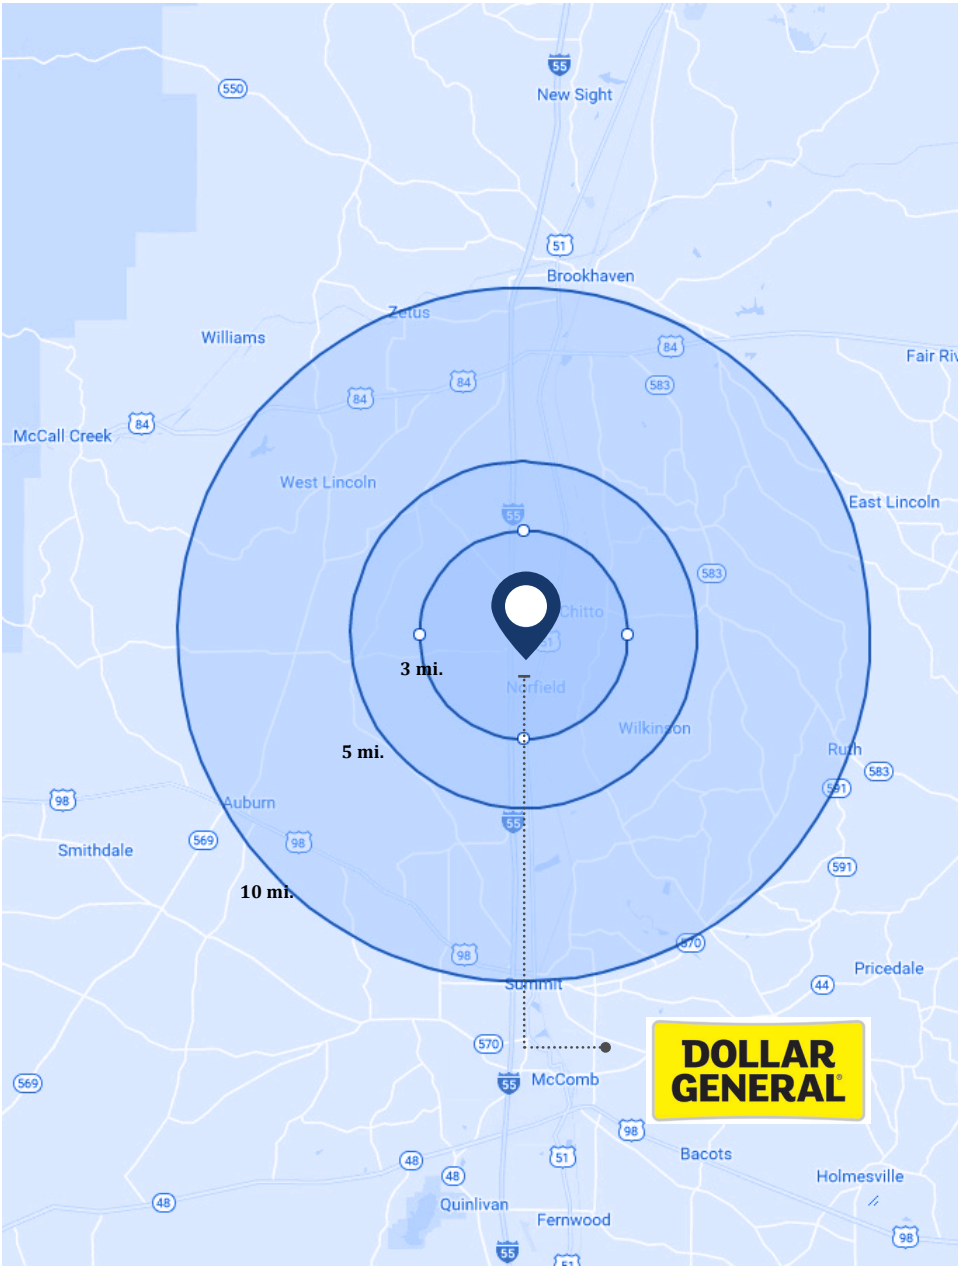 55
550
New Sight
51
Brookhaven
Zetus
Williams
84
Fair Riv
84
583
84
84
McCall Creek
West Lincoln
East Lincoln
55
583
Chitto
51
3 mi.
Norfield
Wilkinson
5 mi.
Ruth
583
591
98
Auburn
569
98
Smithdale
55
591
10 mi.
570
98
Pricedale
Summit
44
570
DOLLAR
GENERAL®
569
55
McComb
98
Bacots
51
48
48
Holmesville
48
Quinlivan
Fernwood
98
55
51